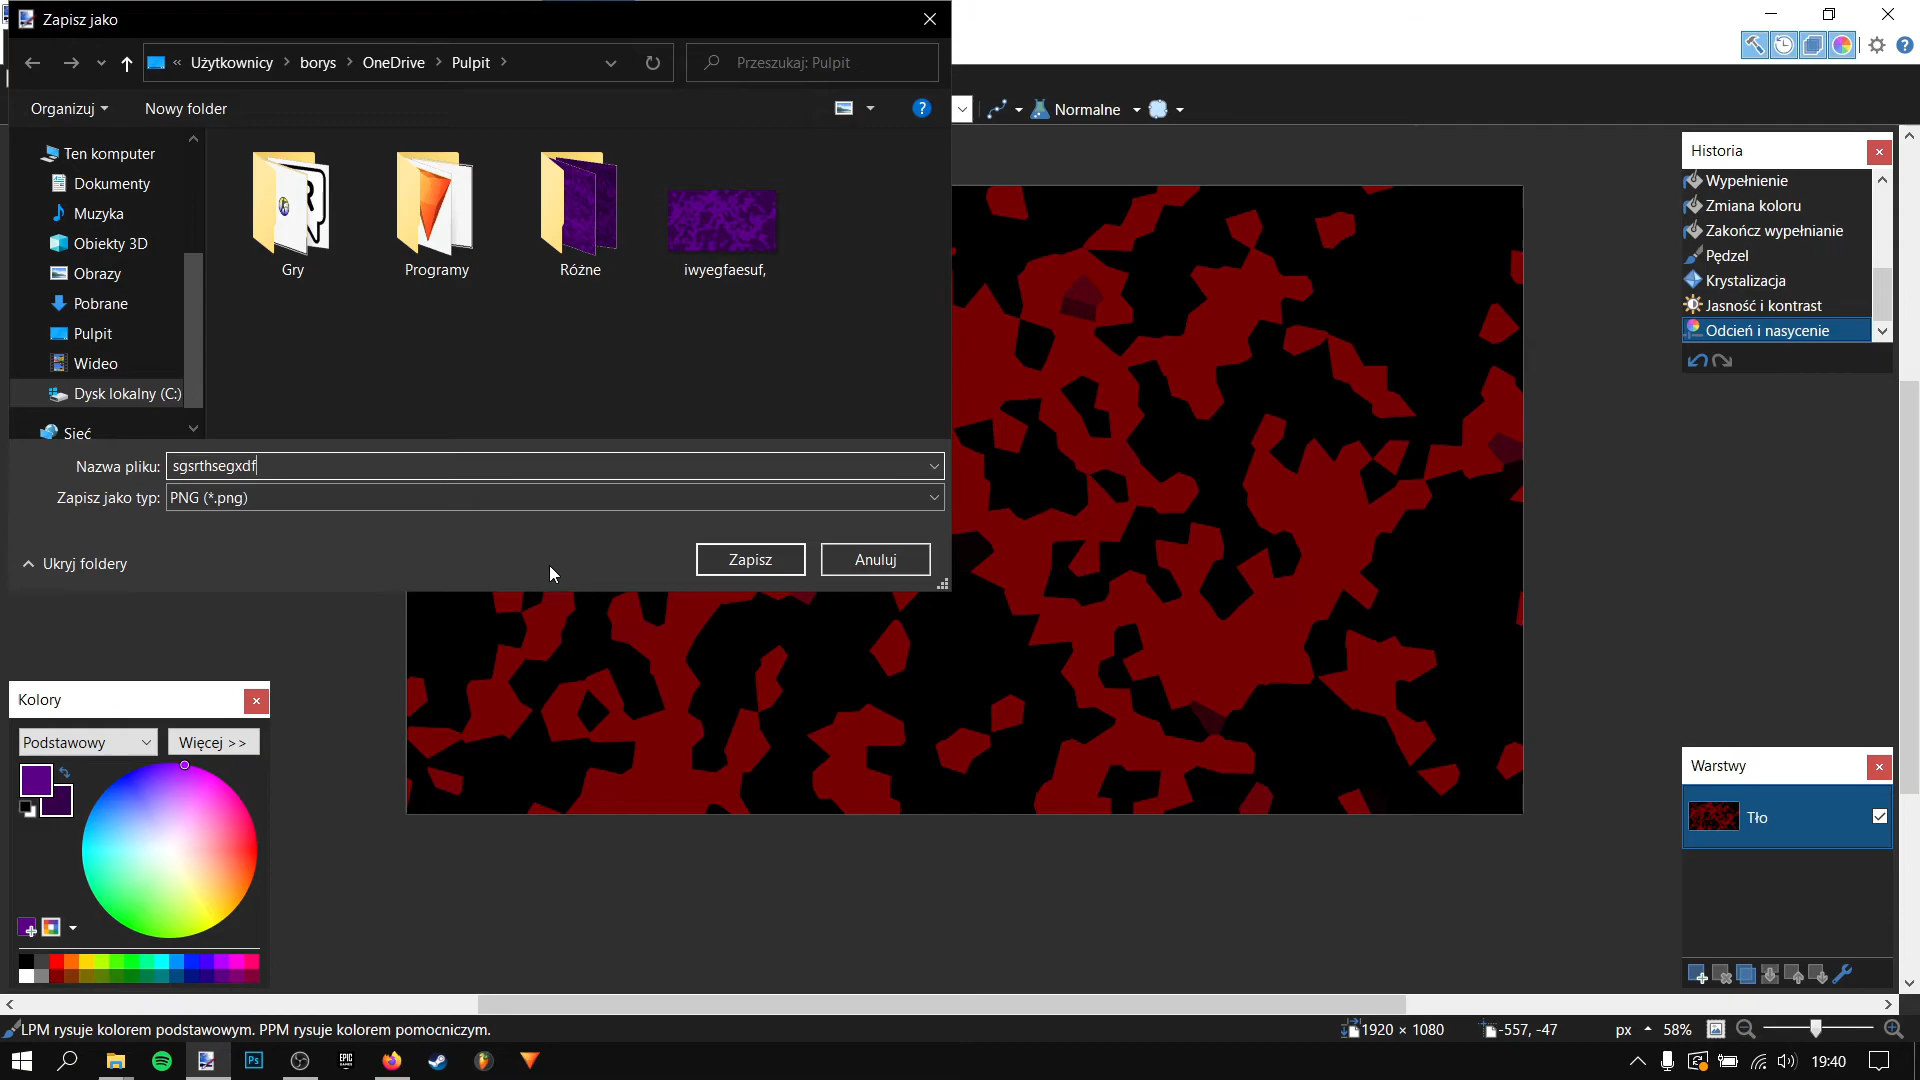 Zapisz jako
« Użytkownicy > borys > OneDrive > Pulpit >
Przeszukaj: Pulpit
Organizuj
Nowy folder
Ten komputer
Dokumenty
Muzyka
Obiekty 3D
Obrazy
Pobrane
Pulpit
Wideo
Dysk lokalny (C:)
Sieć
Gry
Programy
Różne
iwyegfaesuf,
Nazwa pliku: sgsrthsegxdf
Zapisz jako typ: PNG (*.png)
Ukryj foldery
Zapisz
Anuluj
Normalne
Historia
Wypełnienie
Zmiana koloru
Zakończ wypełnianie
Pędzel
Krystalizacja
Jasność i kontrast
Odcień i nasycenie
Kolory
Podstawowy
Więcej >>
Warstwy
Tło
LPM rysuje kolorem podstawowym. PPM rysuje kolorem pomocniczym.
1920 × 1080
-557, -47
px
58%
Ps
EPIC
GAMES
19:40